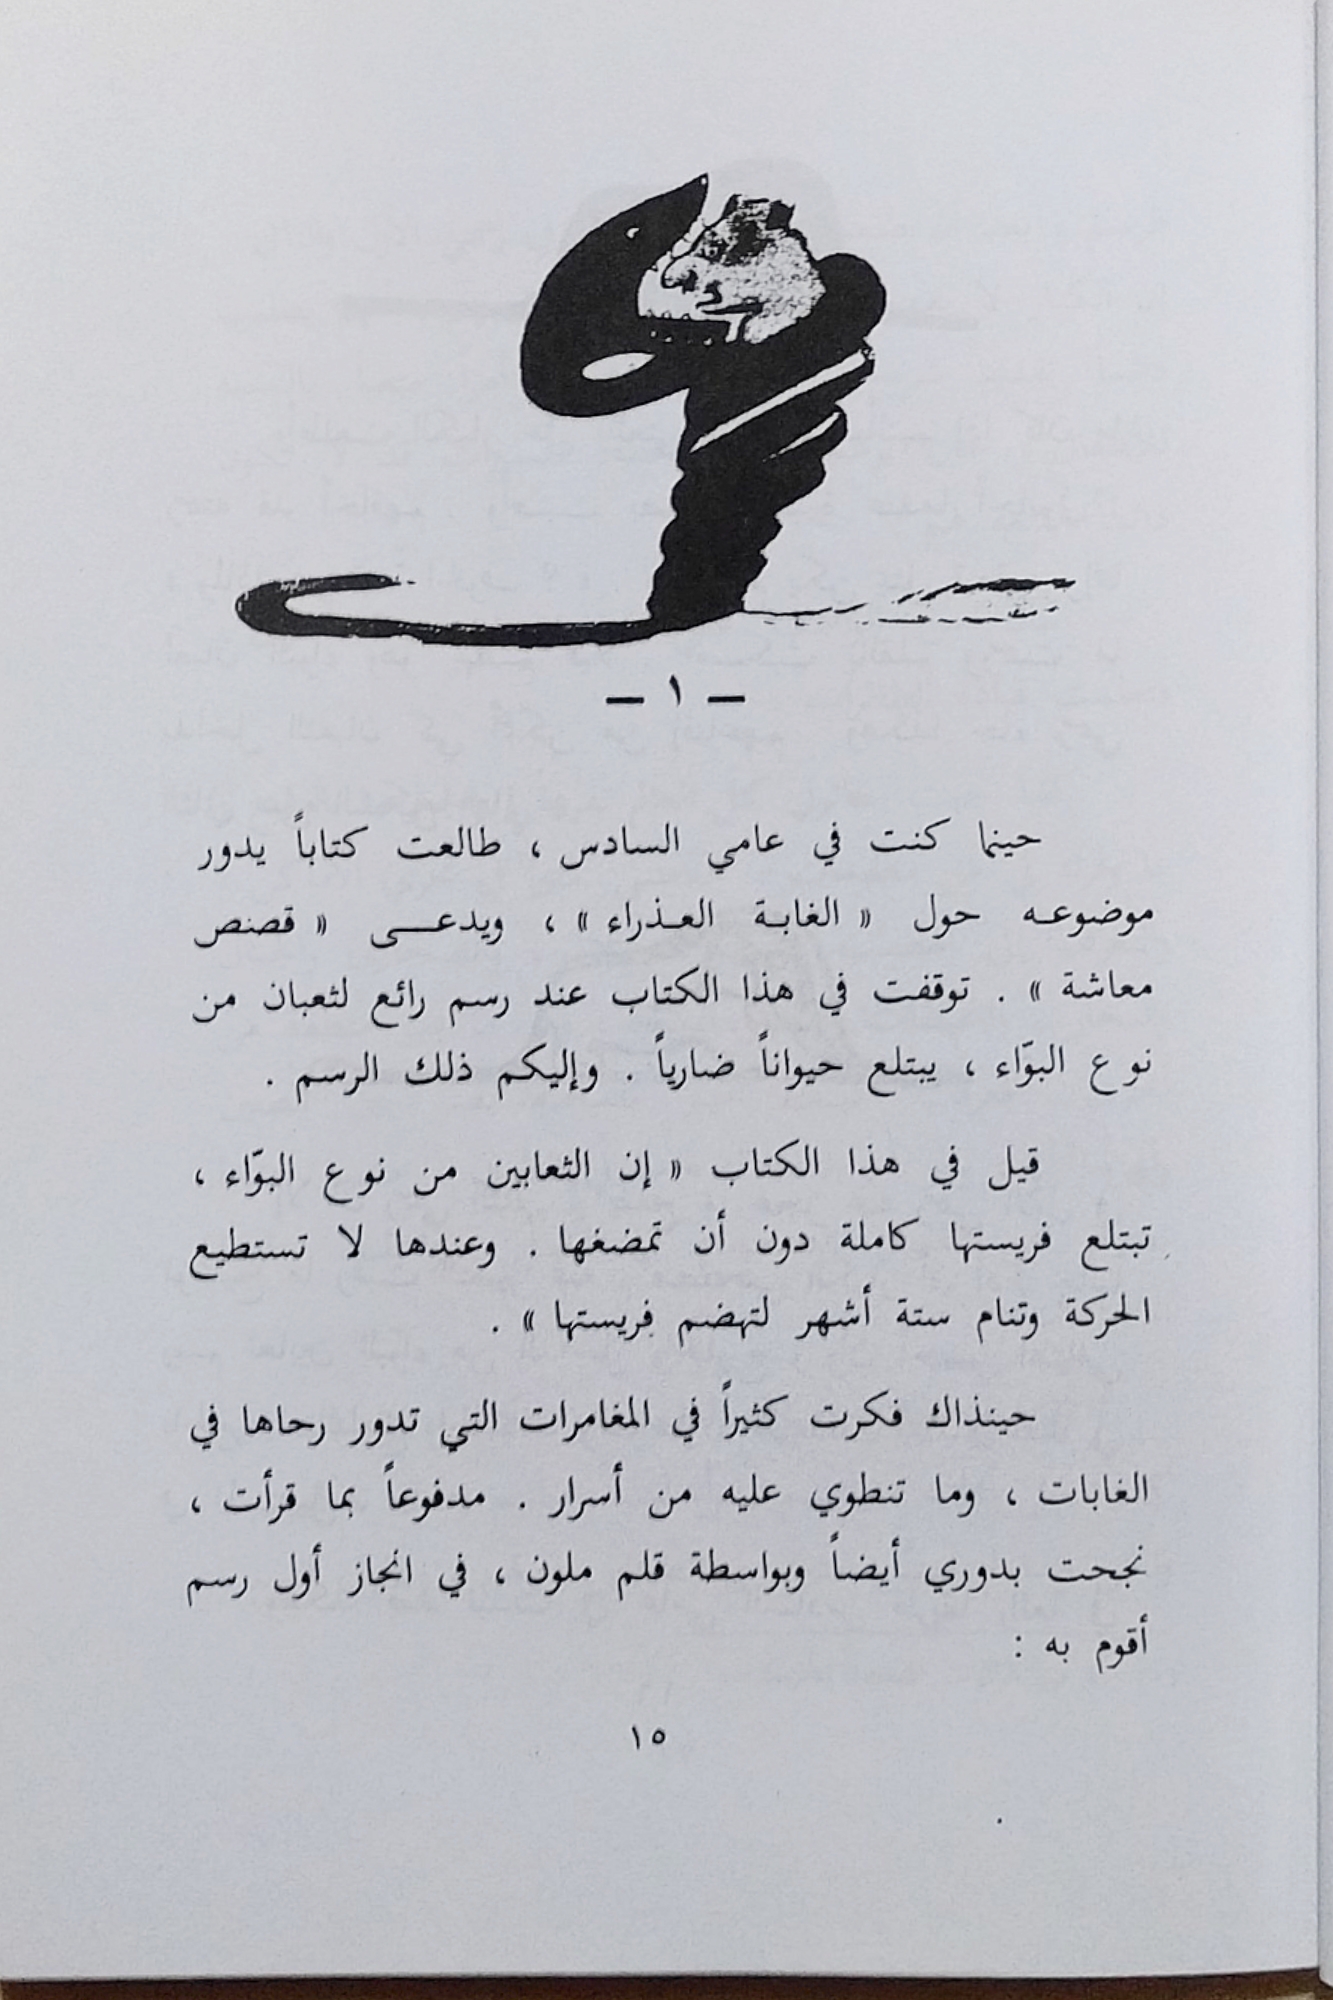 — ١ —
حينما كنت في عامي السادس ، طالعت كتاباً يدور
موضوعه حول « الغابة العذراء » ، ويدعى « قصص
معاشة » . توقفت في هذا الكتاب عند رسم رائع لثعبان من
نوع البوّاء ، يبتلع حيواناً ضارياً . وإليكم ذلك الرسم .
قيل في هذا الكتاب « إن الثعابين من نوع البوّاء ،
تبتلع فريستها كاملة دون أن تمضغها . وعندها لا تستطيع
الحركة وتنام ستة أشهر لتهضم فريستها » .
حينذاك فكرت كثيراً في المغامرات التي تدور رحاها في
الغابات ، وما تنطوي عليه من أسرار . مدفوعاً بما قرأت ،
نجحت بدوري أيضاً وبواسطة قلم ملون ، في انجاز أول رسم
أقوم به :
١٥